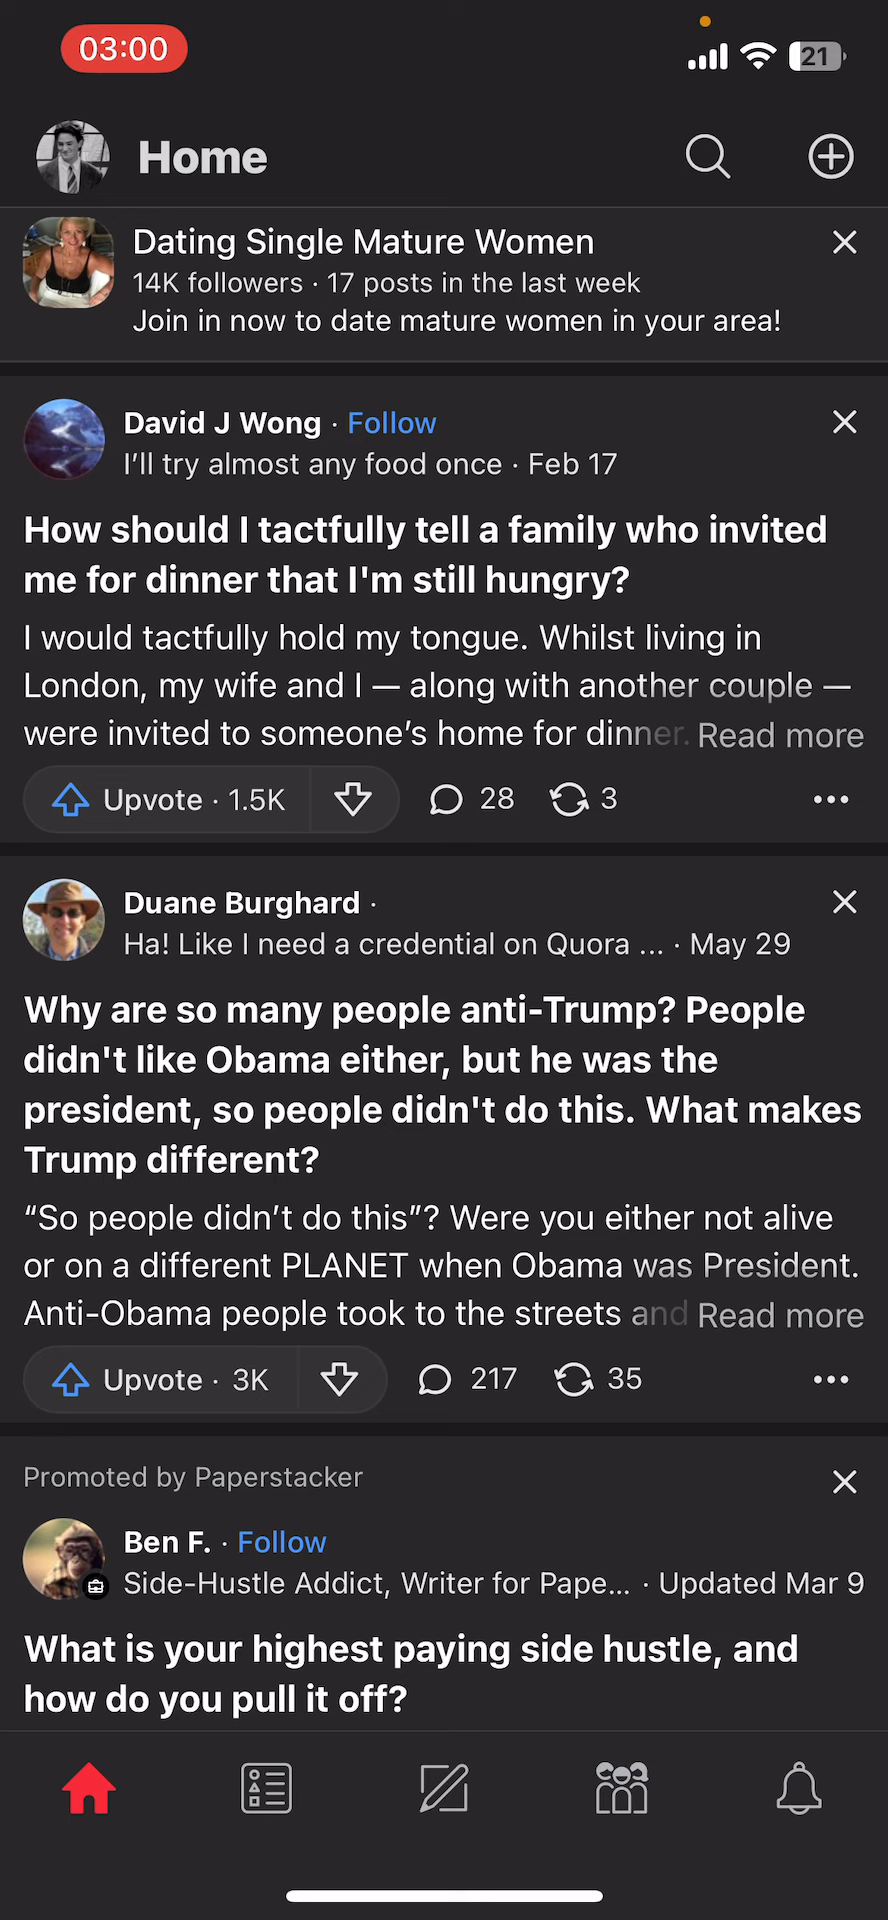 03:00
21
Home
Dating Single Mature Women
14K followers · 17 posts in the last week
Join in now to date mature women in your area!
David J Wong · Follow
I'll try almost any food once · Feb 17
How should I tactfully tell a family who invited
me for dinner that I'm still hungry?
I would tactfully hold my tongue. Whilst living in
London, my wife and I — along with another couple —
were invited to someone's home for dinner. Read more
Upvote · 1.5K 28 3
Duane Burghard ·
Ha! Like I need a credential on Quora ... · May 29
Why are so many people anti-Trump? People
didn't like Obama either, but he was the
president, so people didn't do this. What makes
Trump different?
“So people didn't do this”? Were you either not alive
or on a different PLANET when Obama was President.
Anti-Obama people took to the streets and Read more
Upvote · 3K 217 35
Promoted by Paperstacker
Ben F. · Follow
Side-Hustle Addict, Writer for Pape... · Updated Mar 9
What is your highest paying side hustle, and
how do you pull it off?